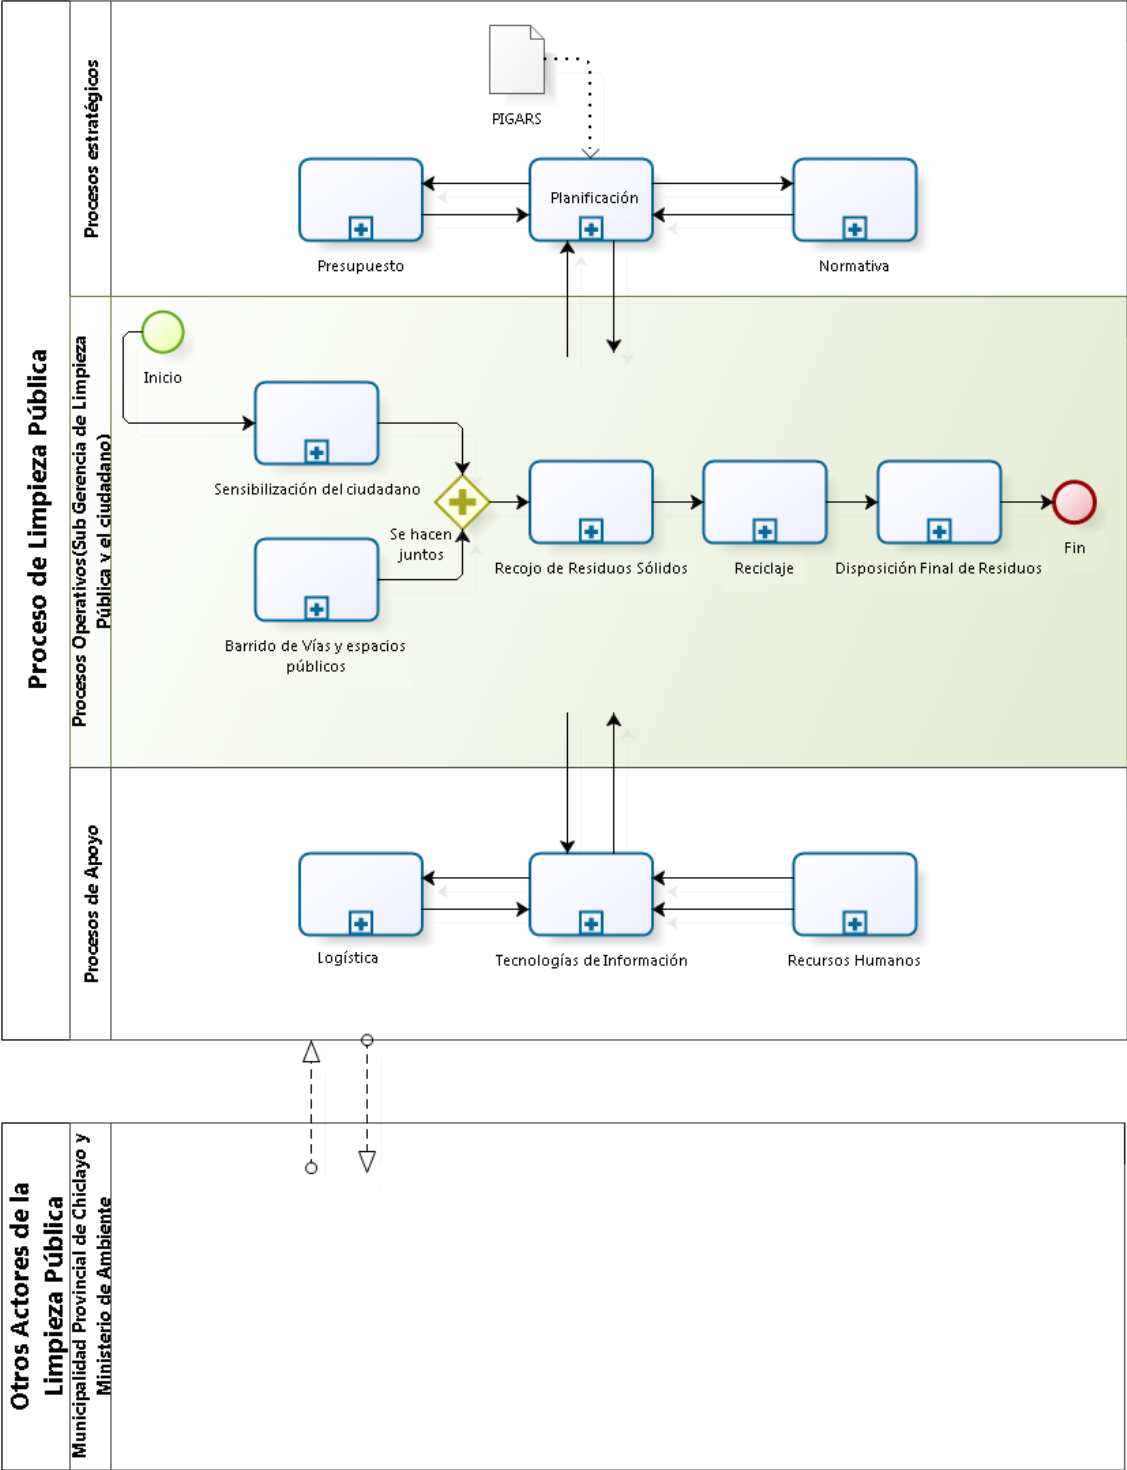 Proceso de Limpieza Pública
Procesos estratégicos
PIGARS
Planificación
Presupuesto
Normativa
Procesos Operativos(Sub Gerencia de Limpieza
Pública y el ciudadano)
Inicio
Sensibilización del ciudadano
Se hacen
juntos
Barrido de Vías y espacios
públicos
Recojo de Residuos Sólidos
Reciclaje
Disposición Final de Residuos
Fin
Procesos de Apoyo
Logística
Tecnologías de Información
Recursos Humanos
Otros Actores de la
Limpieza Pública
Municipalidad Provincial de Chiclayo y
Ministerio de Ambiente